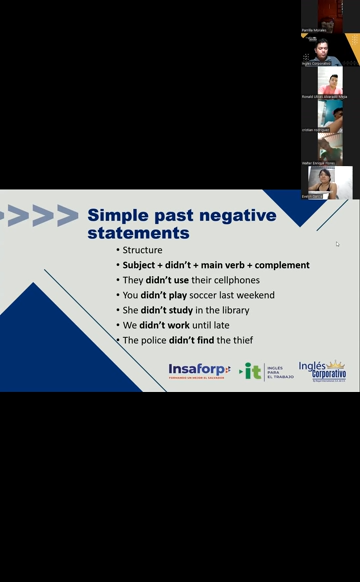 Simple past negative
statements
• Structure
• Subject + didn't + main verb + complement
• They didn't use their cellphones
• You didn't play soccer last weekend
• She didn't study in the library
• We didn't work until late
• The police didn't find the thief
Insaforp
it
INGLÉS
PARA
EL TRABAJO
Inglés
Corporativo